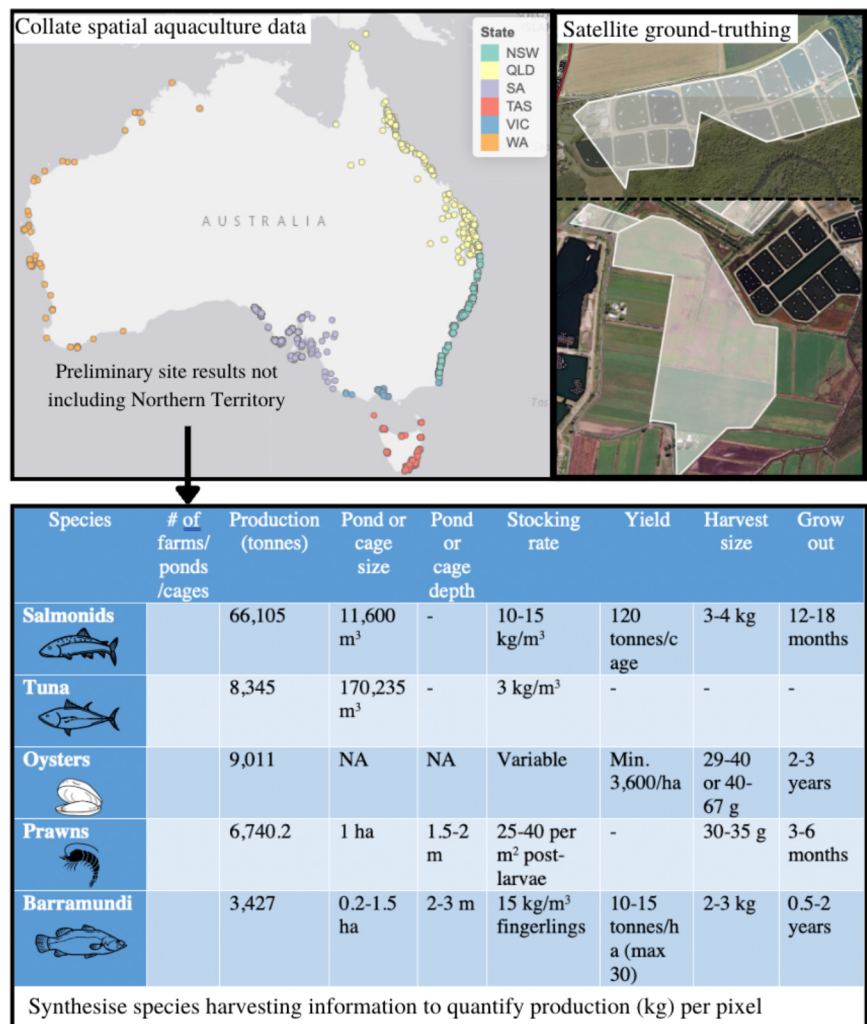 Collate spatial aquaculture data
Satellite ground-truthing
State
NSW
QLD
SA
TAS
VIC
WA
AUSTRALIA
Preliminary site results not
including Northern Territory
Species
# of
farms/
ponds
/cages
Production
(tonnes)
Pond or
cage
size
Pond
or
cage
depth
Stocking
rate
Yield
Harvest
size
Grow
out
Salmonids
66,105
11,600
m³
-
10-15
kg/m³
120
tonnes/c
age
3-4 kg
12-18
months
Tuna
8,345
170,235
m³
-
3 kg/m³
-
-
-
Oysters
9,011
NA
NA
Variable
Min.
3,600/ha
29-40
or 40-
67 g
2-3
years
Prawns
6,740.2
1 ha
1.5-2
m
25-40 per
m² post-
larvae
-
30-35 g
3-6
months
Barramundi
3,427
0.2-1.5
ha
2-3 m
15 kg/m³
fingerlings
10-15
tonnes/h
a (max
30)
2-3 kg
0.5-2
years
Synthesise species harvesting information to quantify production (kg) per pixel